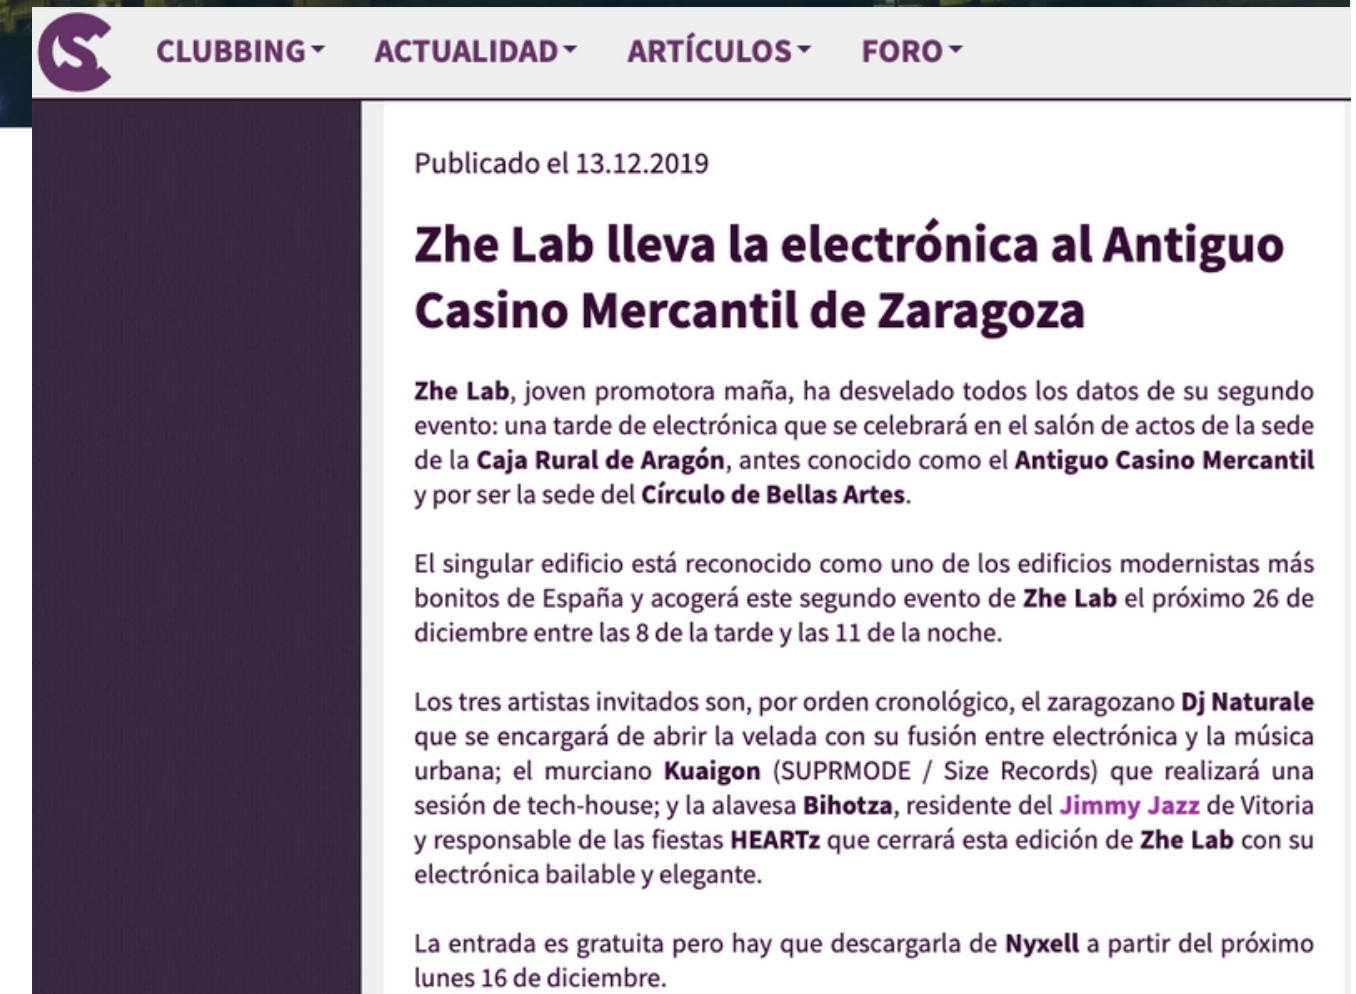 CLUBBING ACTUALIDAD ARTÍCULOS FORO
Publicado el 13.12.2019
Zhe Lab lleva la electrónica al Antiguo
Casino Mercantil de Zaragoza
Zhe Lab, joven promotora maña, ha desvelado todos los datos de su segundo
evento: una tarde de electrónica que se celebrará en el salón de actos de la sede
de la Caja Rural de Aragón, antes conocido como el Antiguo Casino Mercantil
y por ser la sede del Círculo de Bellas Artes.
El singular edificio está reconocido como uno de los edificios modernistas más
bonitos de España y acogerá este segundo evento de Zhe Lab el próximo 26 de
diciembre entre las 8 de la tarde y las 11 de la noche.
Los tres artistas invitados son, por orden cronológico, el zaragozano Dj Naturale
que se encargará de abrir la velada con su fusión entre electrónica y la música
urbana; el murciano Kuaigon (SUPRMODE / Size Records) que realizará una
sesión de tech-house; y la alavesa Bihotza, residente del Jimmy Jazz de Vitoria
y responsable de las fiestas HEARTz que cerrará esta edición de Zhe Lab con su
electrónica bailable y elegante.
La entrada es gratuita pero hay que descargarla de Nyxell a partir del próximo
lunes 16 de diciembre.